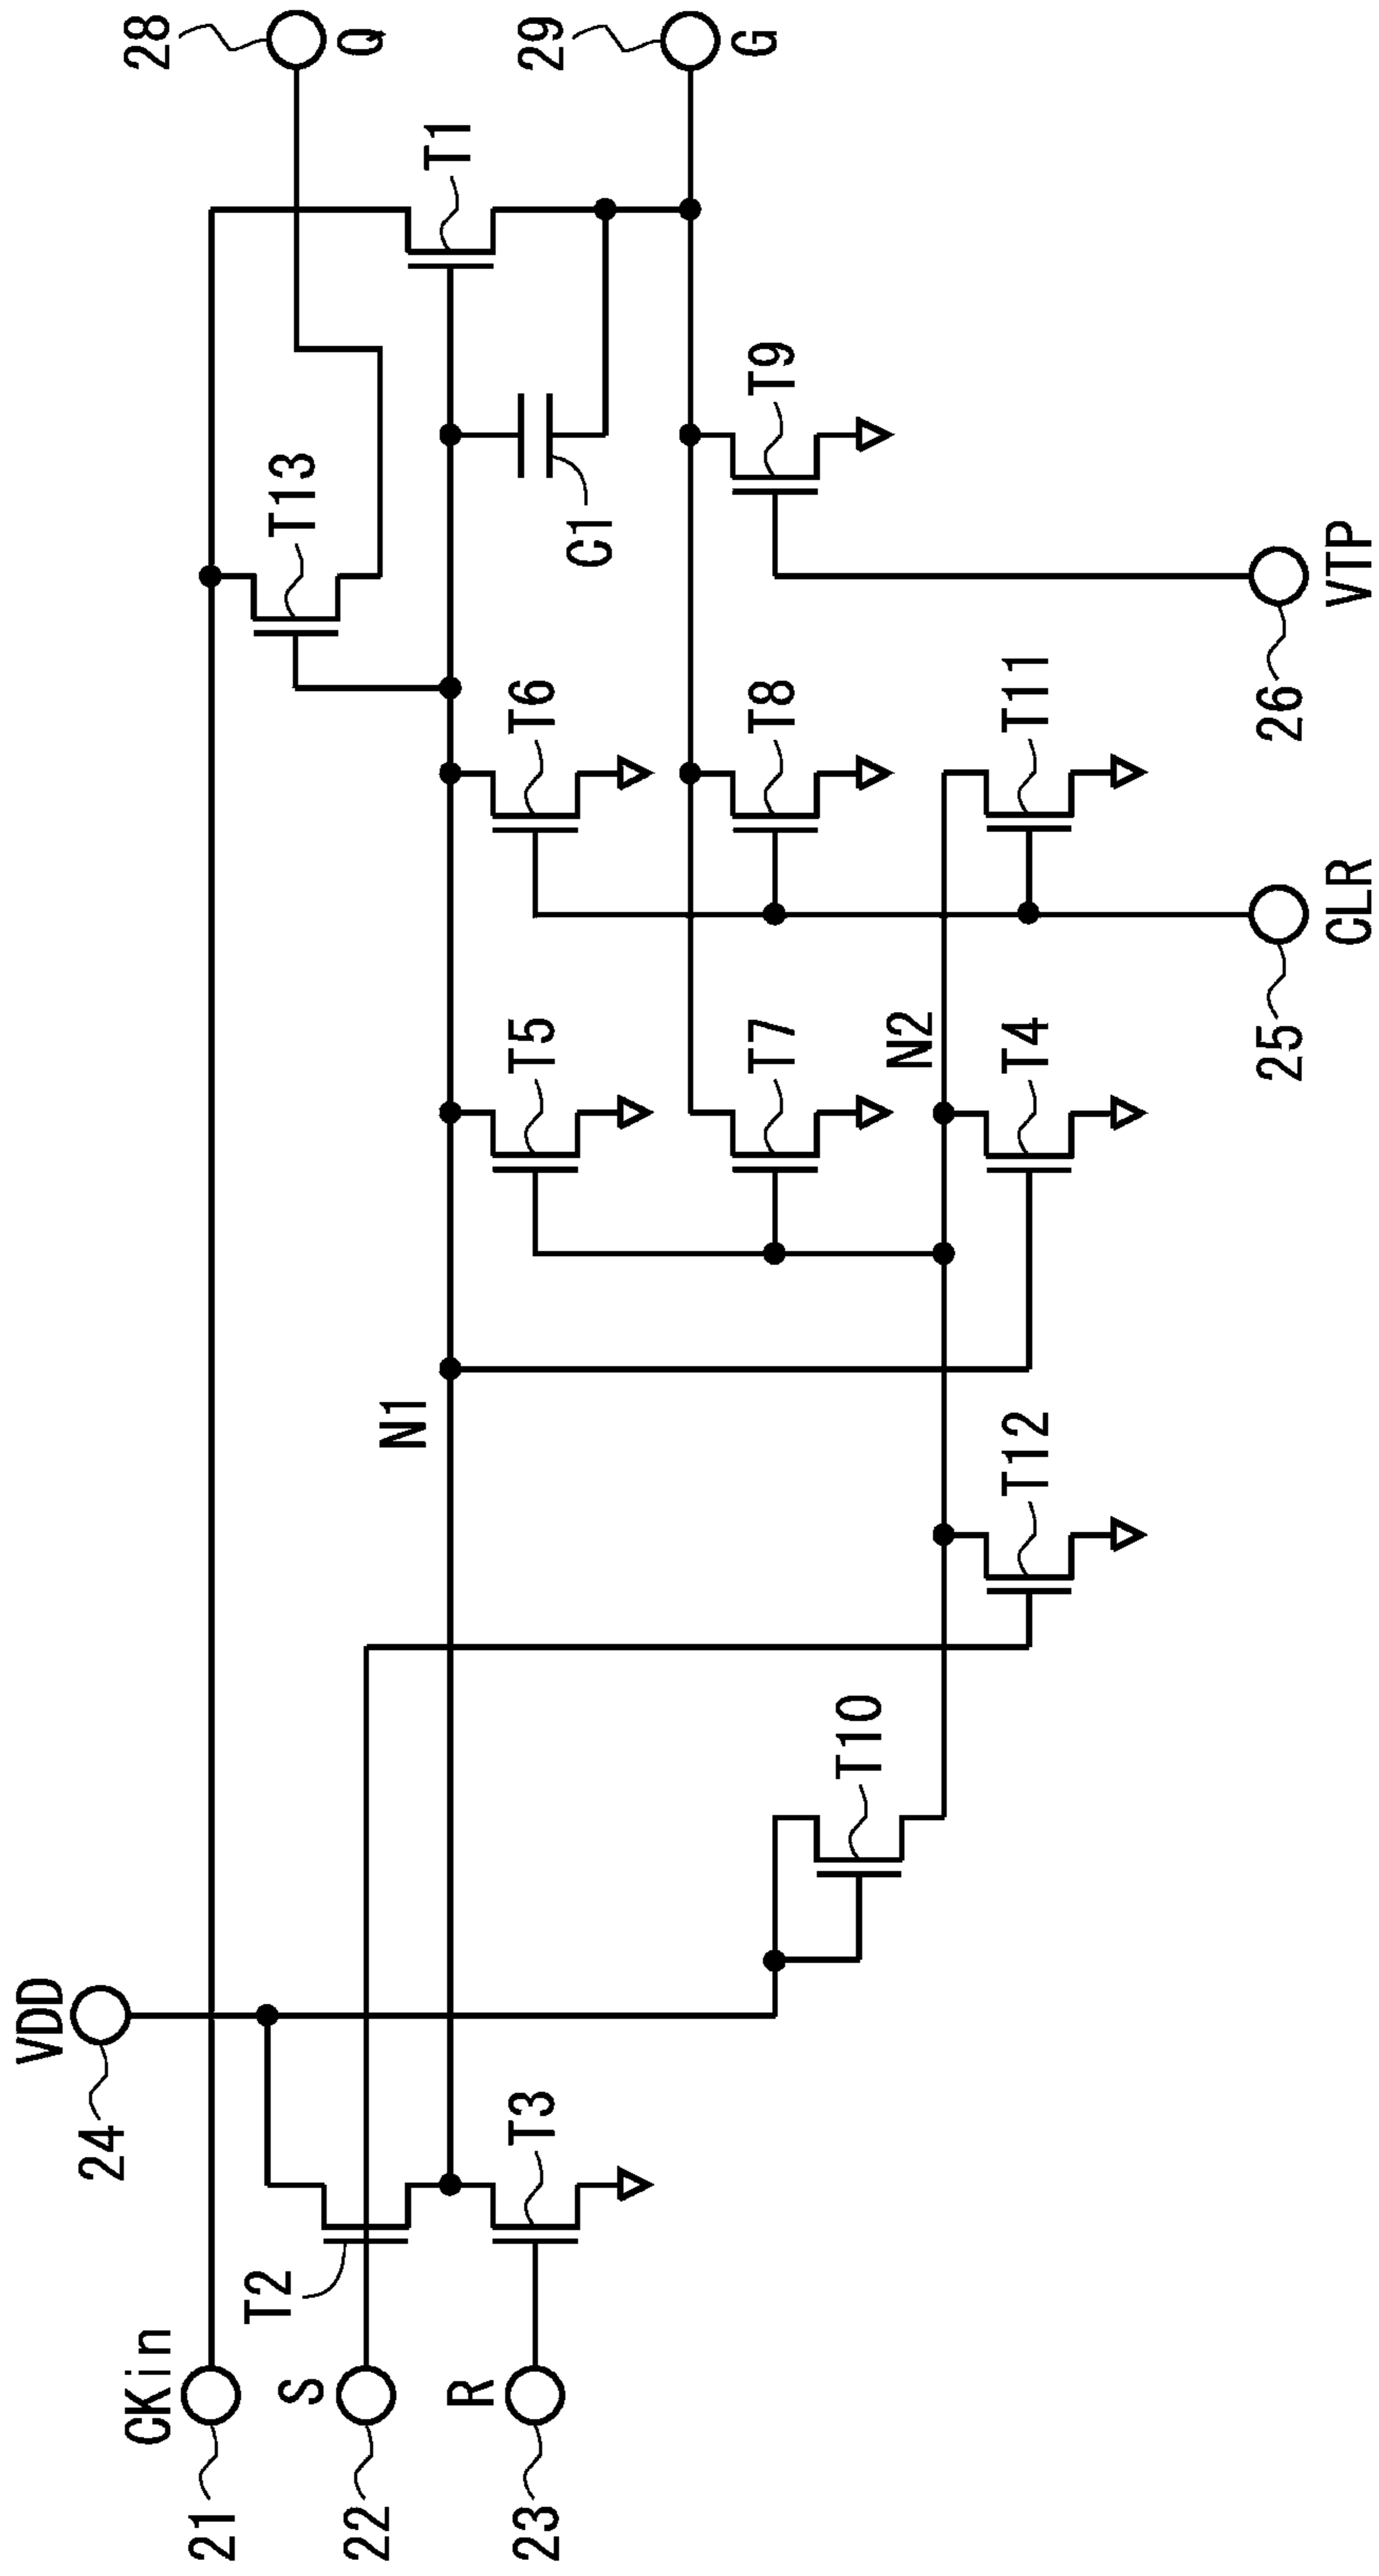 VDD
24
CKin
21
S
22
R
23
T2
T3
T10
T12
N1
N2
T4
T5
T7
T6
T8
T11
T13
C1
T9
T1
28
Q
29
G
25
CLR
26
VTP